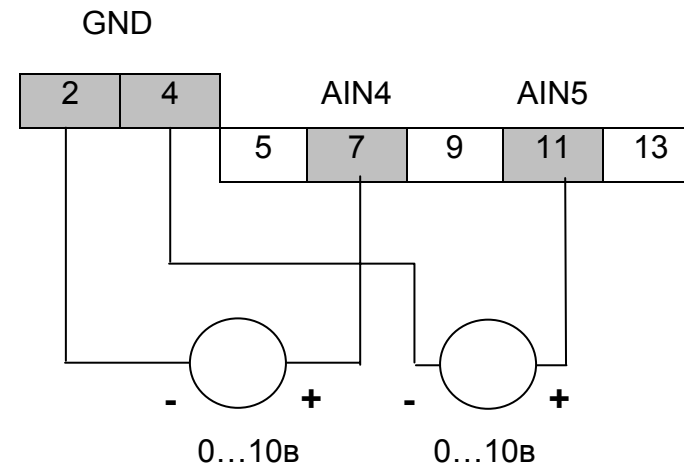 GND
2 4 AIN4 AIN5
5 7 9 11 13
- + - +
0…10в 0…10в